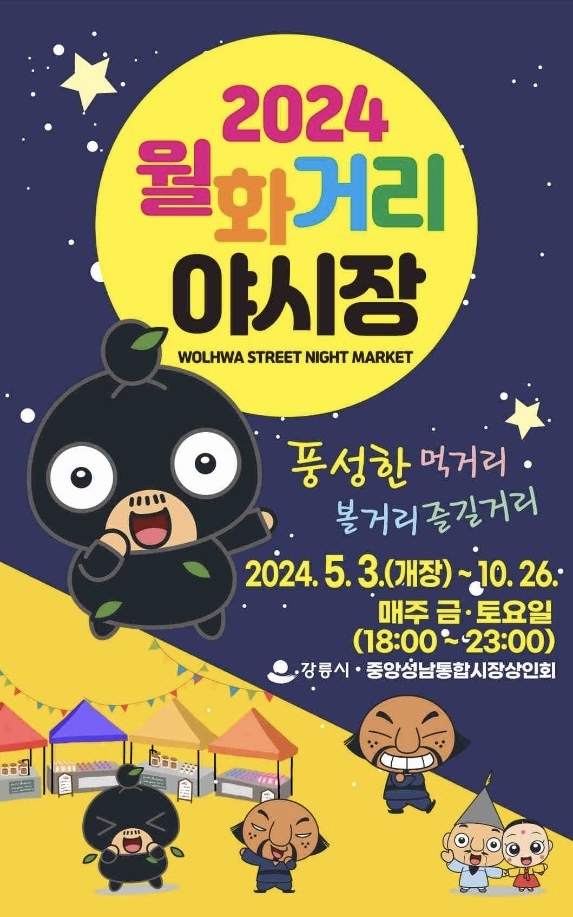 2024
월화거리
야시장
WOLHWA STREET NIGHT MARKET
풍성한 먹거리
볼거리 즐길거리
2024. 5. 3.(개장) ~ 10. 26.
매주 금·토요일
(18:00 ~ 23:00)
강릉시 · 중앙성남통합시장상인회